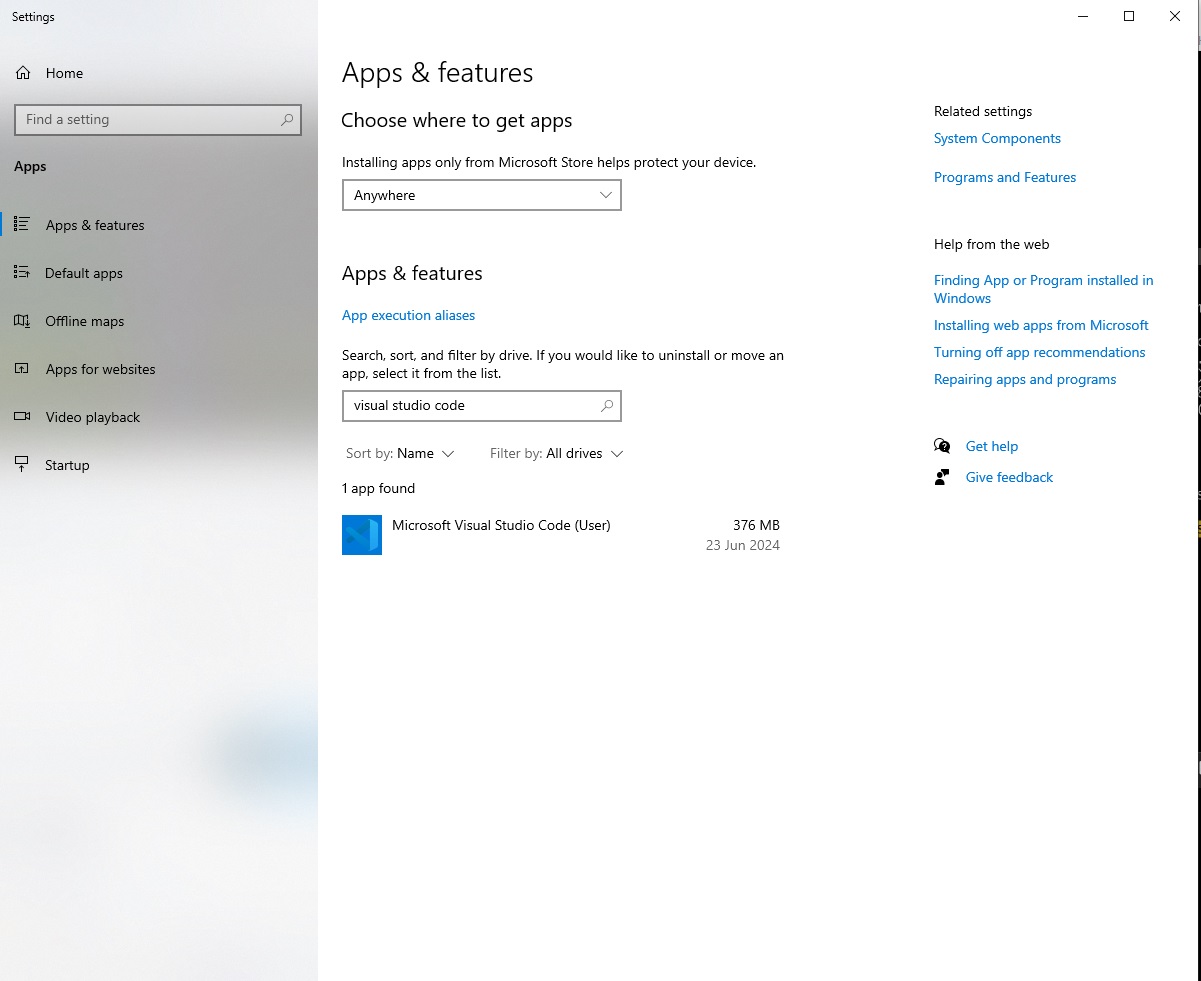 Settings
Home
Find a setting
Apps
Apps & features
Default apps
Offline maps
Apps for websites
Video playback
Startup
Apps & features
Choose where to get apps
Installing apps only from Microsoft Store helps protect your device.
Anywhere
Apps & features
App execution aliases
Search, sort, and filter by drive. If you would like to uninstall or move an
app, select it from the list.
visual studio code
Sort by: Name
Filter by: All drives
1 app found
Microsoft Visual Studio Code (User)
376 MB
23 Jun 2024
Related settings
System Components
Programs and Features
Help from the web
Finding App or Program installed in
Windows
Installing web apps from Microsoft
Turning off app recommendations
Repairing apps and programs
Get help
Give feedback